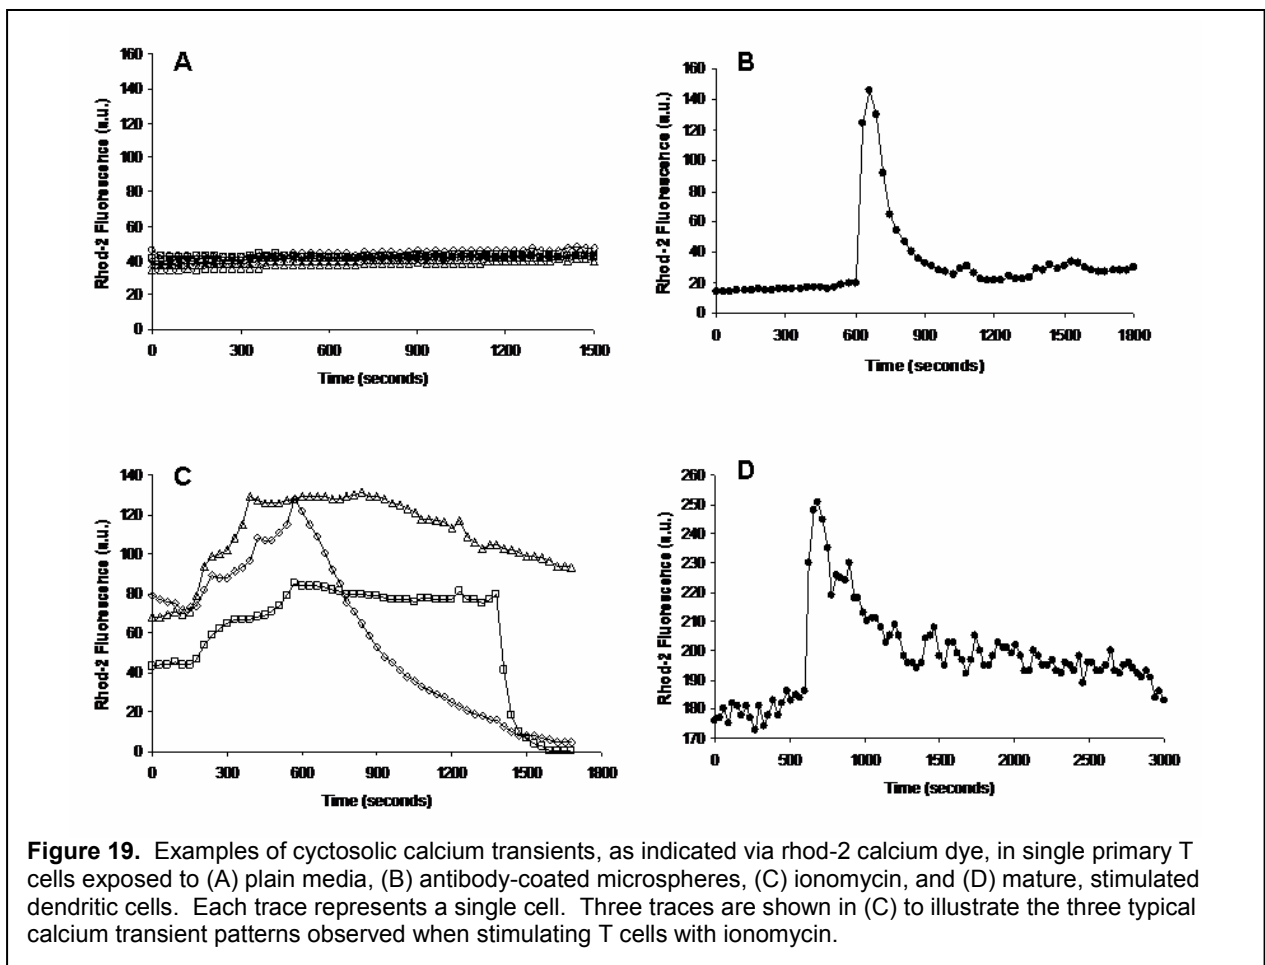 A
160
140
120
100
80
60
40
20
0
Rhod-2 Fluorescence (a.u.)
0 300 600 900 1200 1500
Time (seconds)
B
160
140
120
100
80
60
40
20
0
Rhod-2 Fluorescence (a.u.)
0 300 600 900 1200 1500 1800
Time (seconds)
C
140
120
100
80
60
40
20
0
Rhod-2 Fluorescence (a.u.)
0 300 600 900 1200 1500 1800
Time (seconds)
D
260
250
240
230
220
210
200
190
180
170
Rhod-2 Fluorescence (a.u.)
0 500 1000 1500 2000 2500 3000
Time (seconds)
Figure 19. Examples of cyctosolic calcium transients, as indicated via rhod-2 calcium dye, in single primary T
cells exposed to (A) plain media, (B) antibody-coated microspheres, (C) ionomycin, and (D) mature, stimulated
dendritic cells. Each trace represents a single cell. Three traces are shown in (C) to illustrate the three typical
calcium transient patterns observed when stimulating T cells with ionomycin.